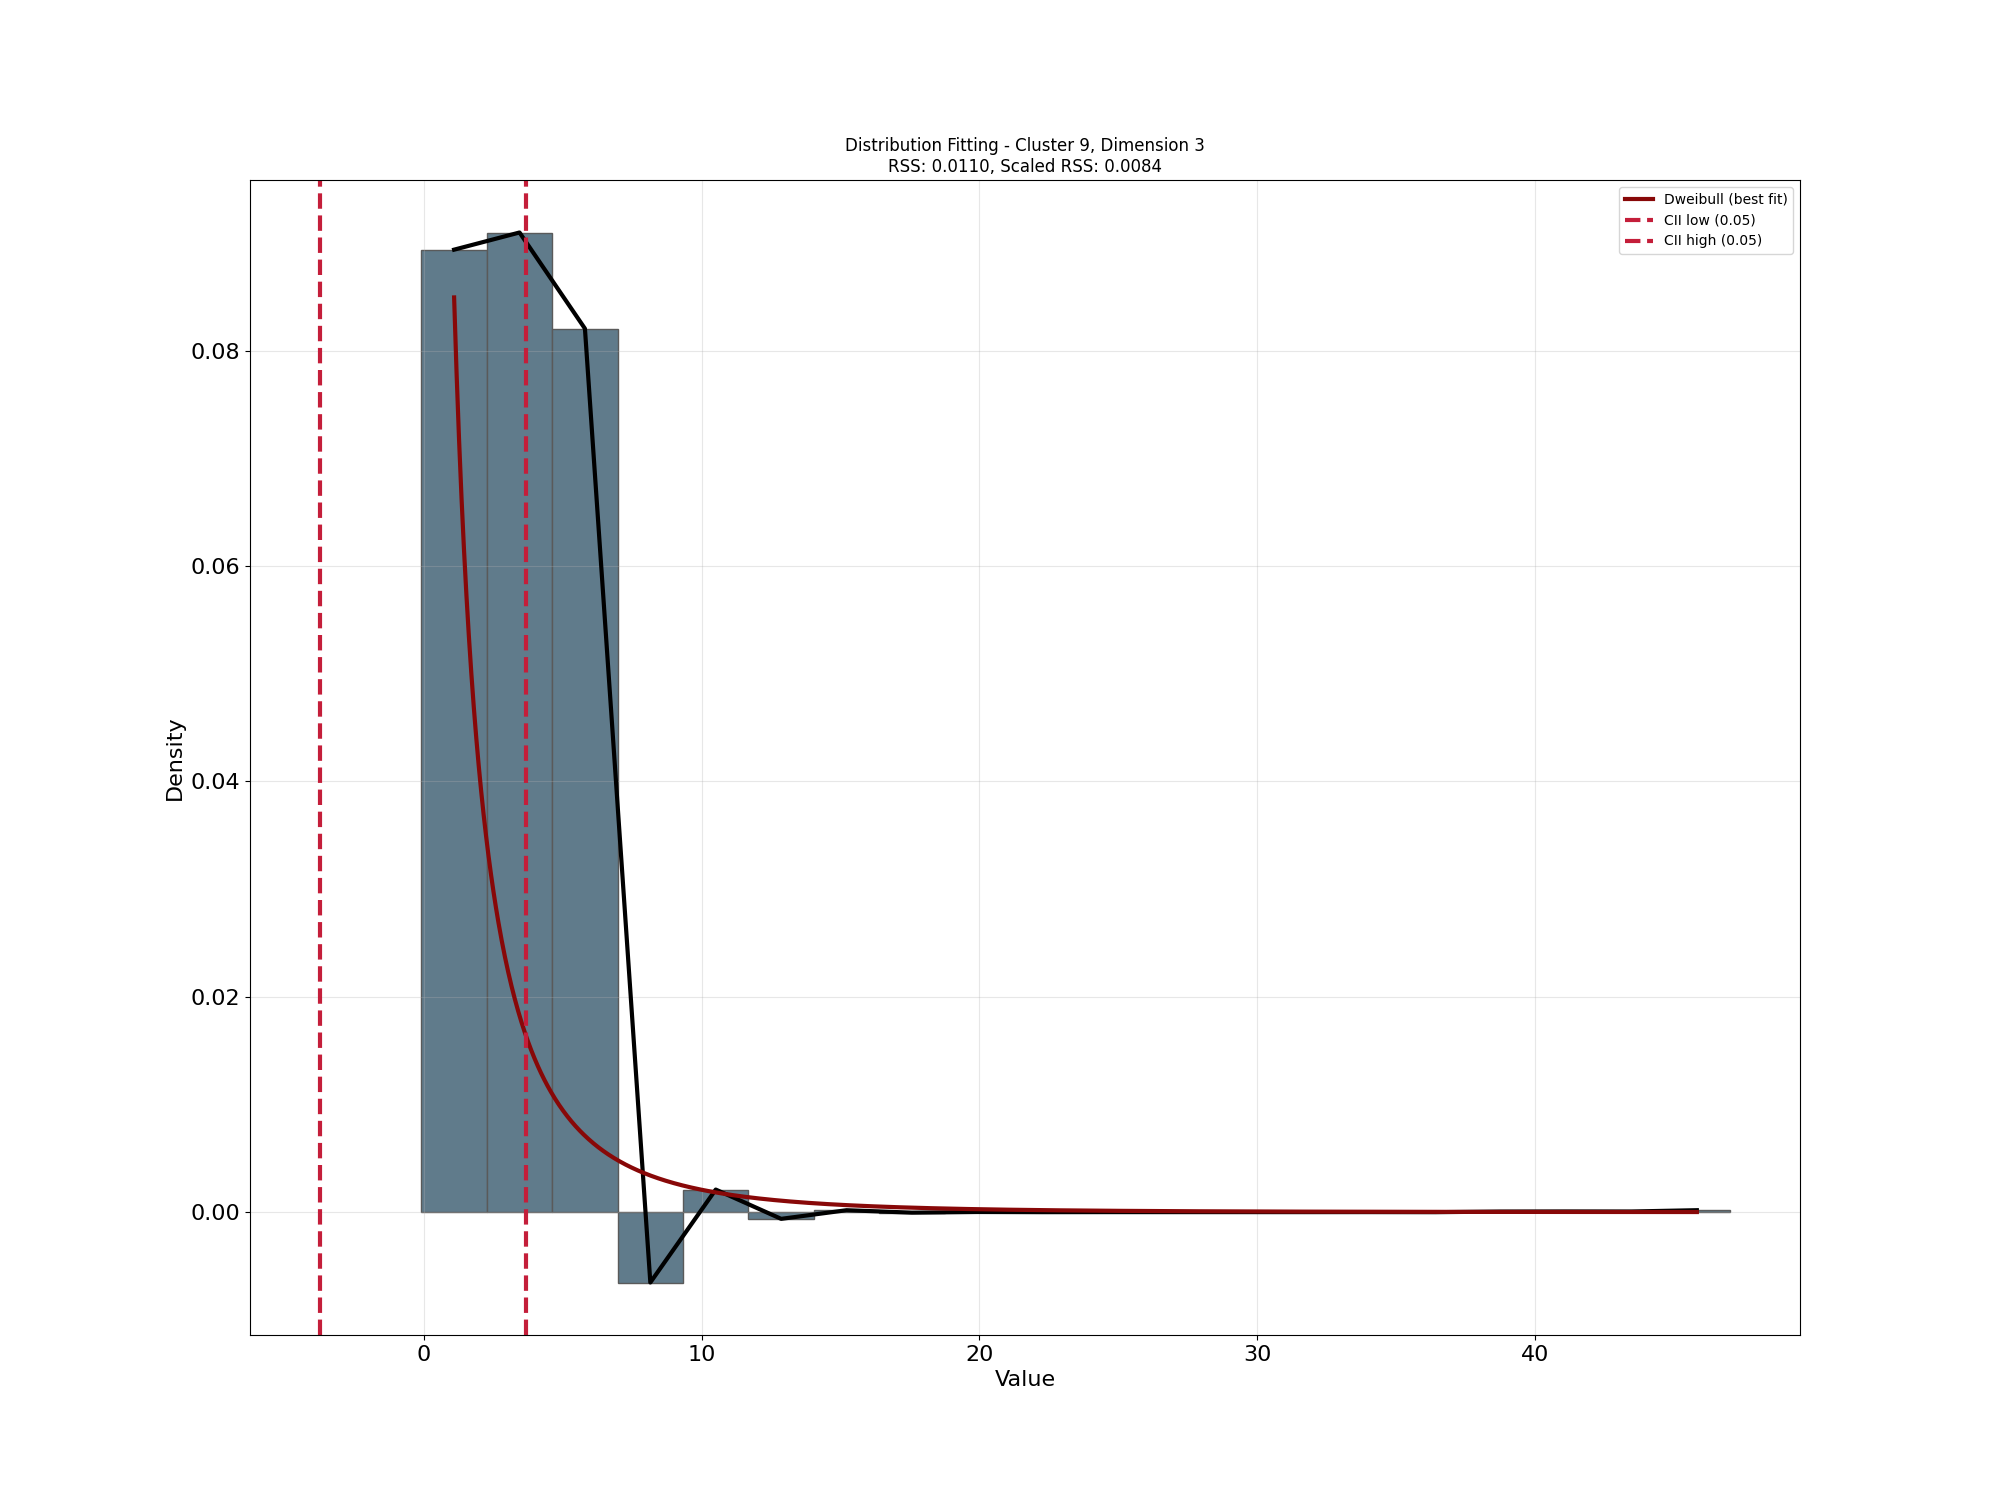 Distribution Fitting - Cluster 9, Dimension 3
RSS: 0.0110, Scaled RSS: 0.0084
Dweibull (best fit)
CII low (0.05)
CII high (0.05)
0.08
0.06
0.04
0.02
0.00
Density
0 10 20 30 40
Value